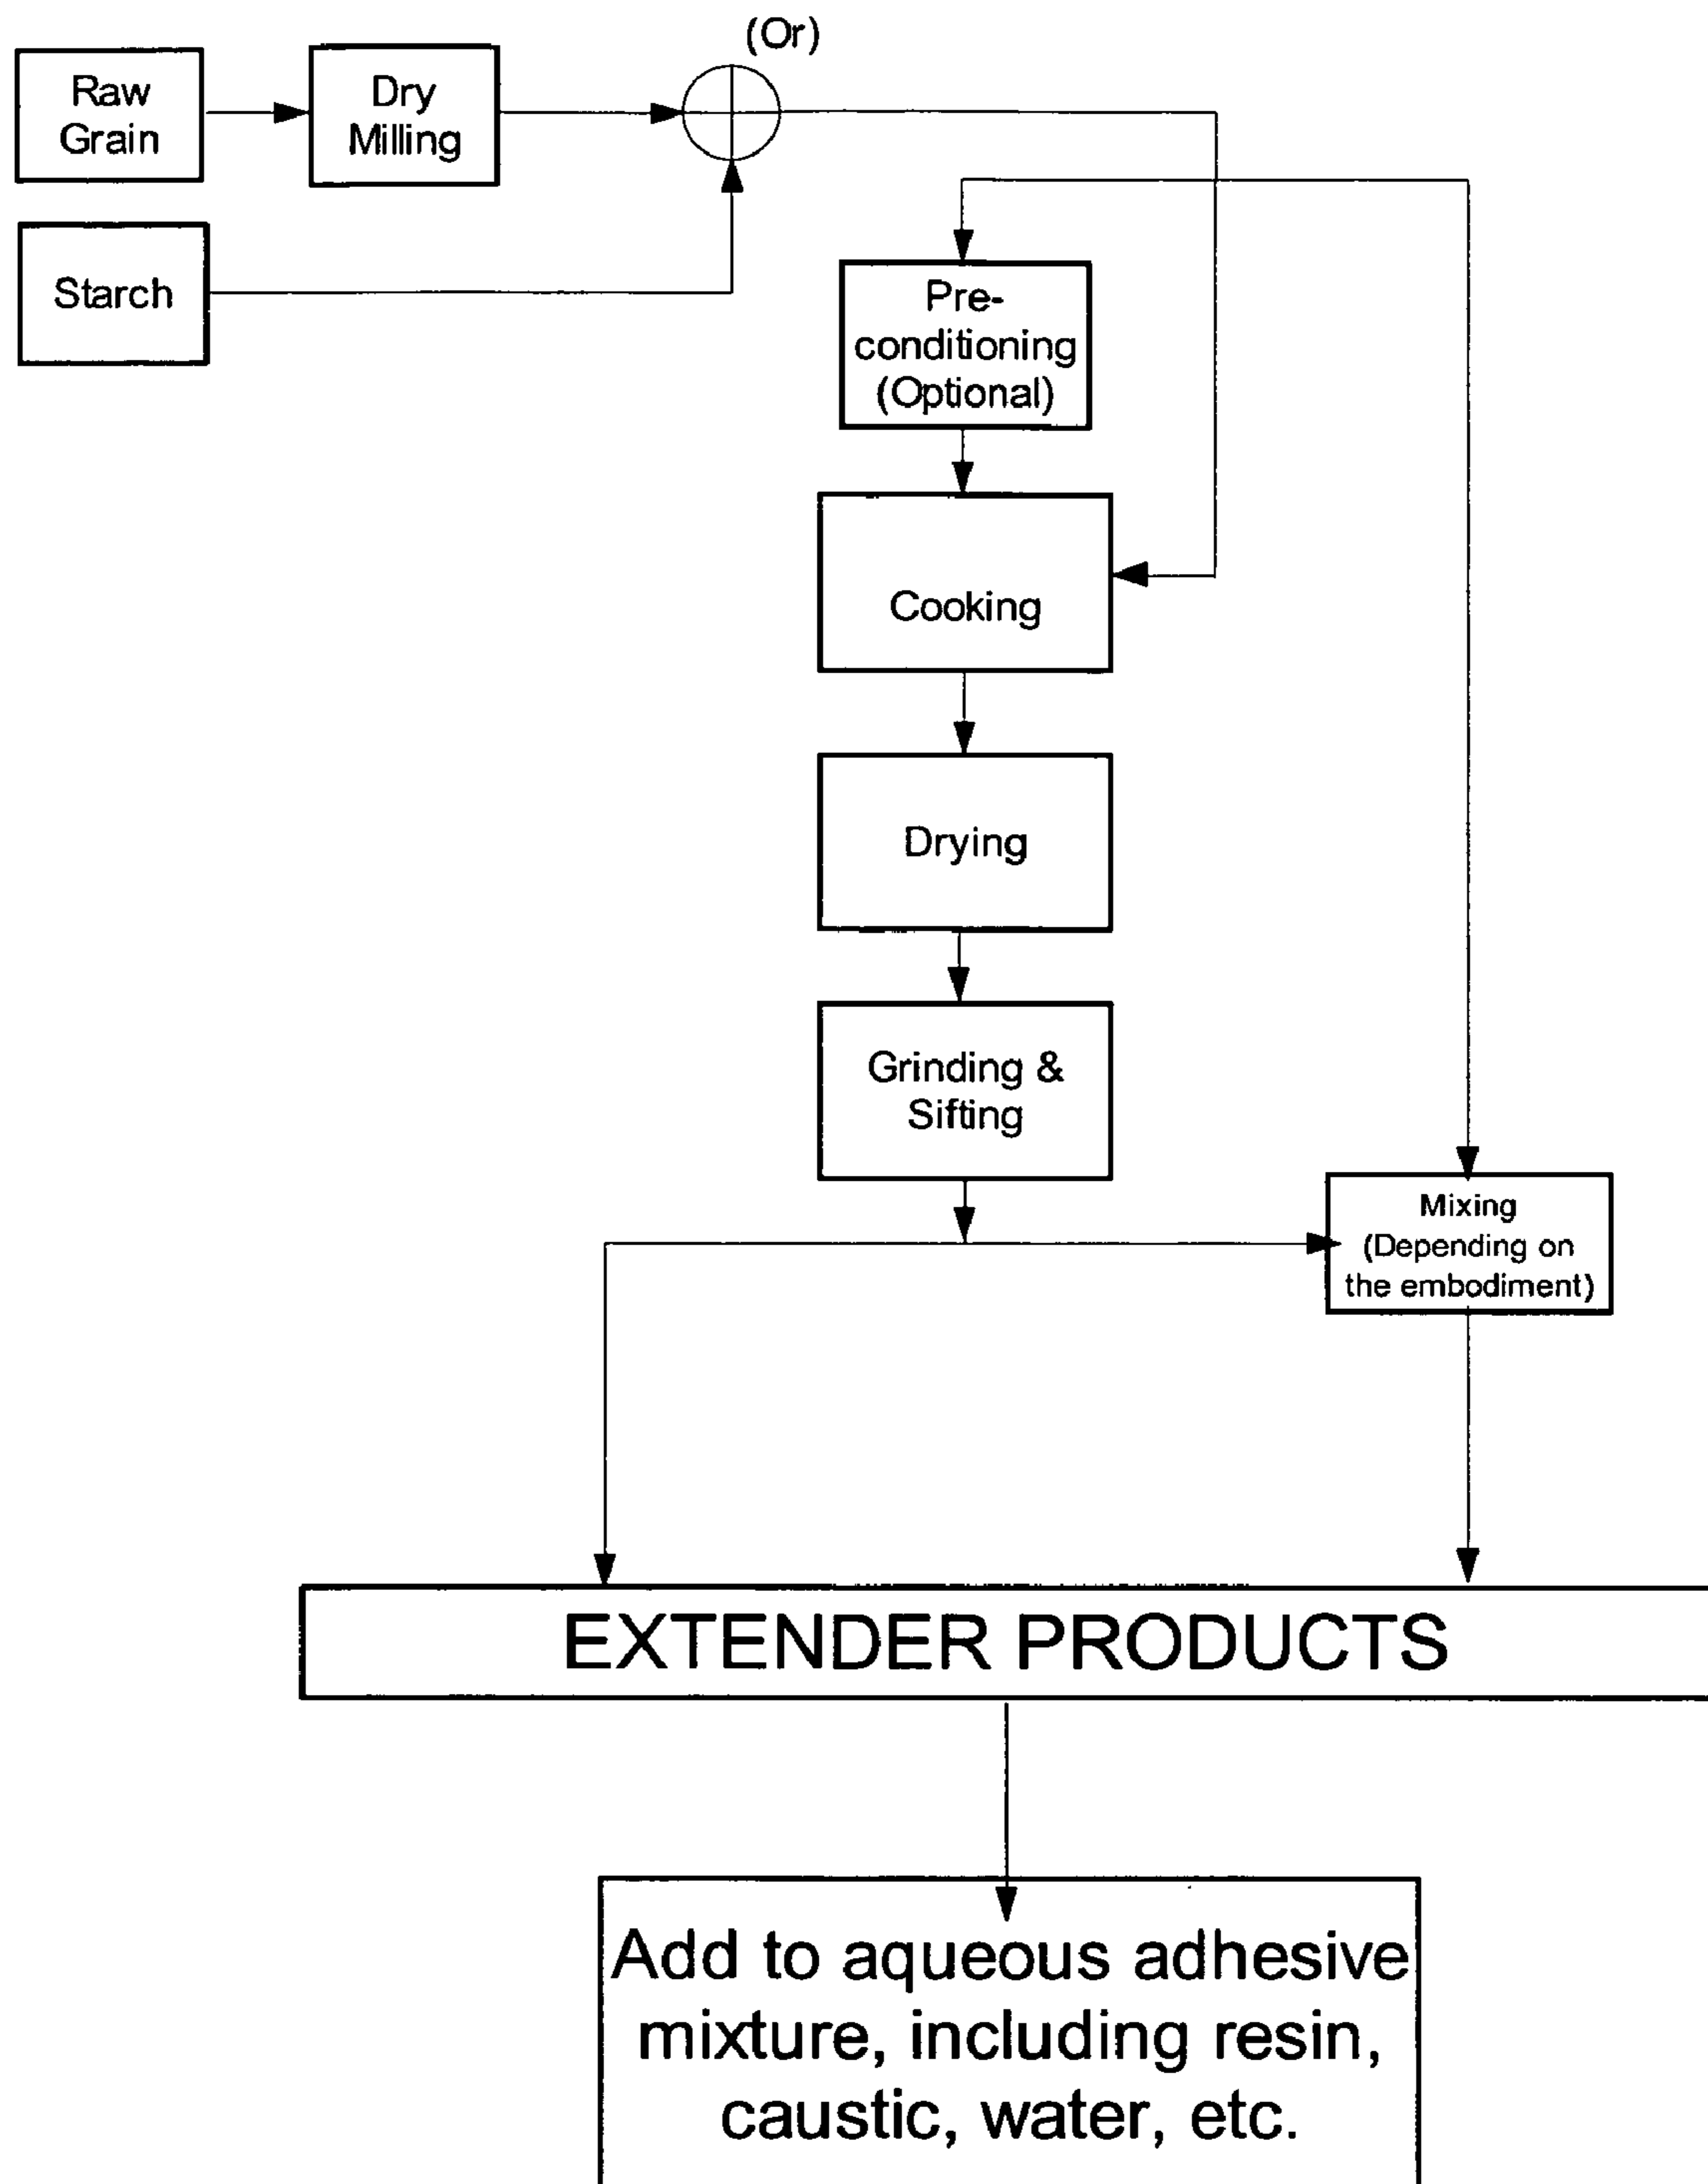 (Or)
Raw
Grain
Dry
Milling
Starch
Pre-
conditioning
(Optional)
Cooking
Drying
Grinding &
Sifting
Mixing
(Depending on
the embodiment)
EXTENDER PRODUCTS
Add to aqueous adhesive
mixture, including resin,
caustic, water, etc.